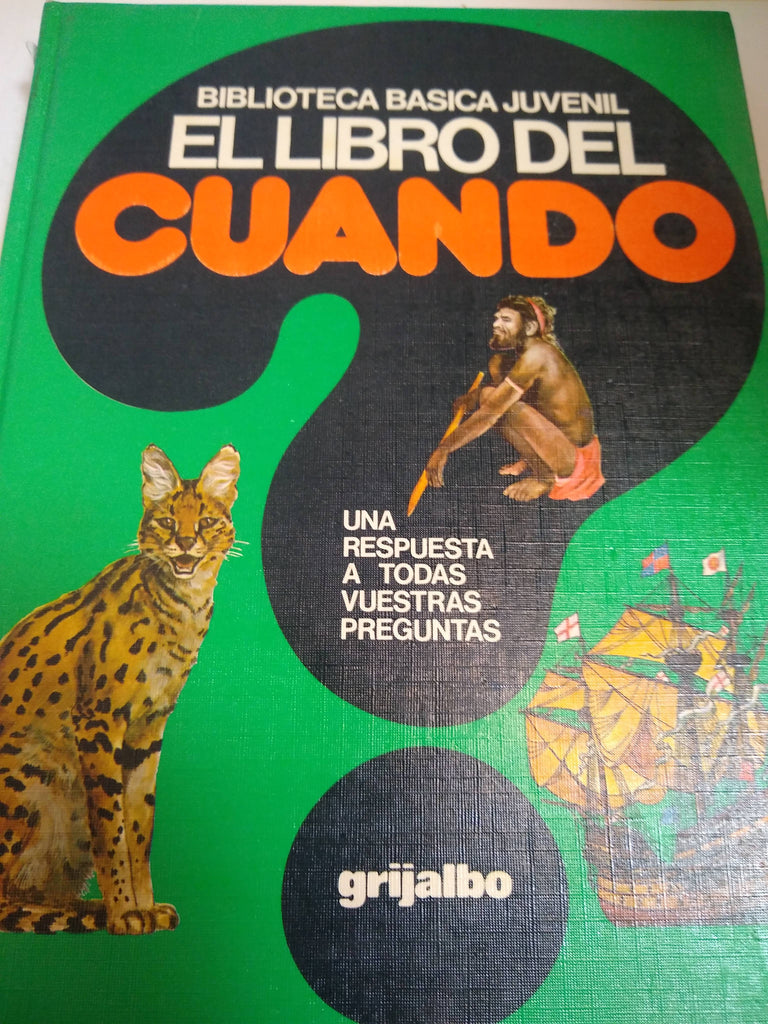 BIBLIOTECA BASICA JUVENIL
EL LIBRO DEL
CUANDO
UNA
RESPUESTA
A TODAS
VUESTRAS
PREGUNTAS
grijalbo